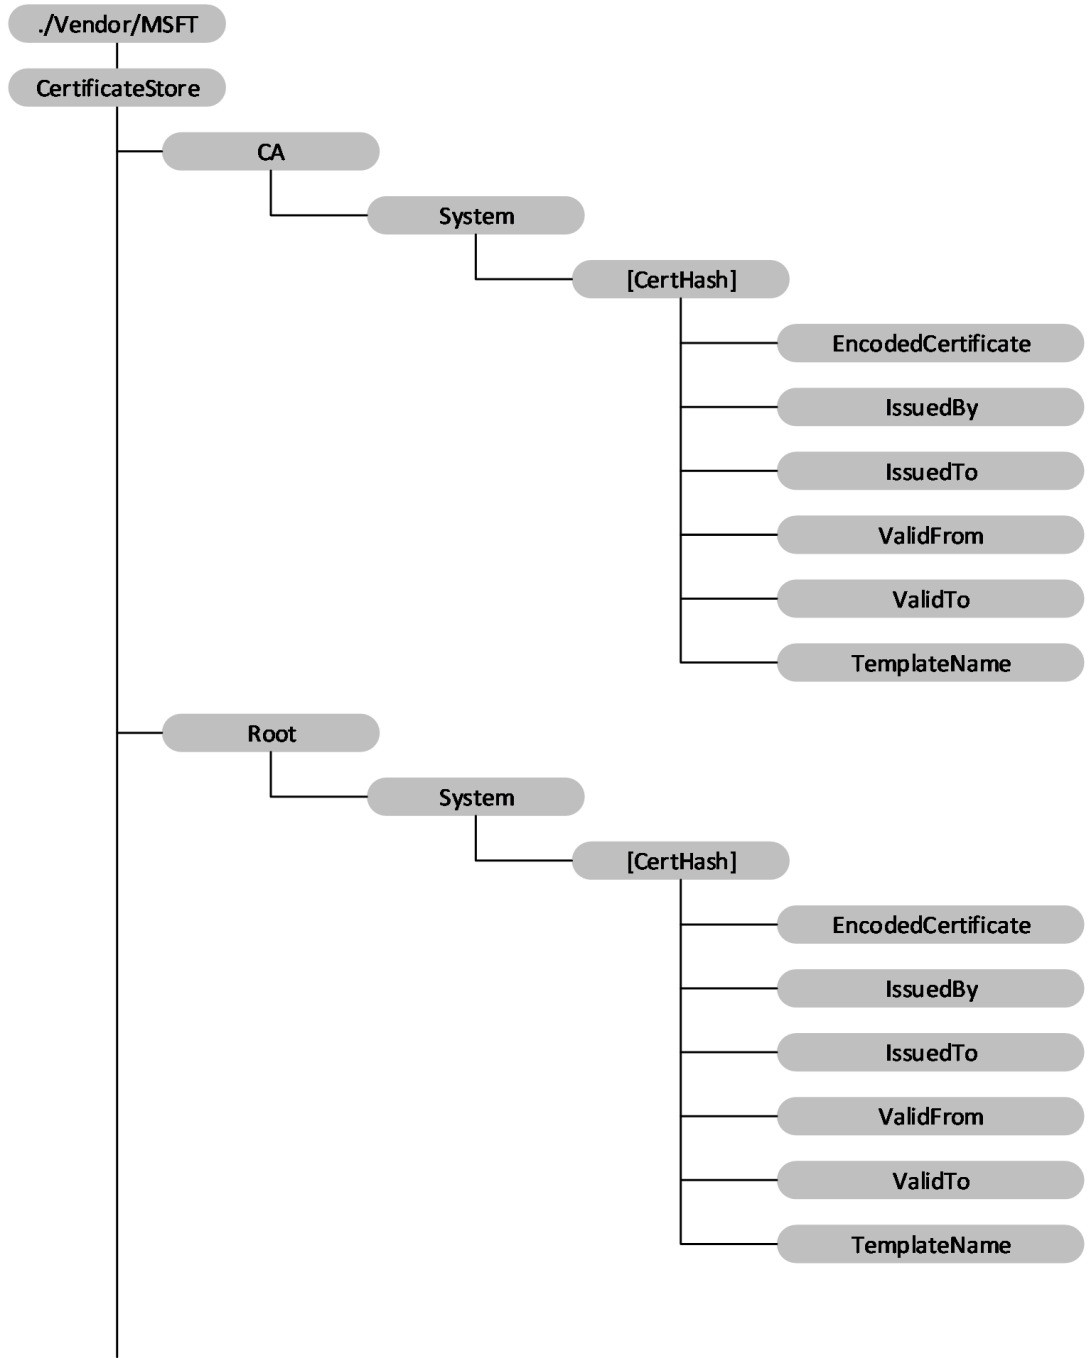 ./Vendor/MSFT
CertificateStore
CA
System
[CertHash]
EncodedCertificate
IssuedBy
IssuedTo
ValidFrom
ValidTo
TemplateName
Root
System
[CertHash]
EncodedCertificate
IssuedBy
IssuedTo
ValidFrom
ValidTo
TemplateName